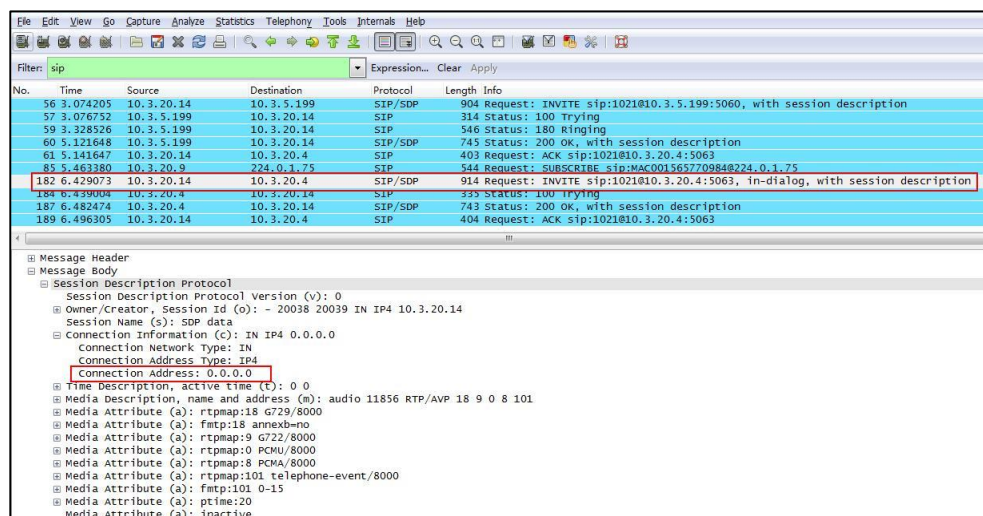 File Edit View Go Capture Analyze Statistics Telephony Tools Internals Help
Filter: sip Expression... Clear Apply
No. Time Source Destination Protocol Length Info
56 3.074205 10.3.20.14 10.3.5.199 SIP/SDP 904 Request: INVITE sip:1021@10.3.5.199:5060, with session description
57 3.076752 10.3.5.199 10.3.20.14 SIP 314 Status: 100 Trying
59 3.328526 10.3.5.199 10.3.20.14 SIP 546 Status: 180 Ringing
60 5.121648 10.3.5.199 10.3.20.14 SIP/SDP 745 Status: 200 OK, with session description
61 5.141647 10.3.20.14 10.3.20.4 SIP 403 Request: ACK sip:1021@10.3.20.4:5063
85 5.463380 10.3.20.9 224.0.1.75 SIP 544 Request: SUBSCRIBE sip:MAC001565770984@224.0.1.75
182 6.429073 10.3.20.14 10.3.20.4 SIP/SDP 914 Request: INVITE sip:1021@10.3.20.4:5063, in-dialog, with session description
184 6.439004 10.3.20.4 10.3.20.14 SIP 335 Status: 100 Trying
187 6.482474 10.3.20.4 10.3.20.14 SIP/SDP 743 Status: 200 OK, with session description
189 6.496305 10.3.20.14 10.3.20.4 SIP 404 Request: ACK sip:1021@10.3.20.4:5063
Message Header
Message Body
Session Description Protocol
Session Description Protocol Version (v): 0
Owner/Creator, Session Id (o): - 20038 20039 IN IP4 10.3.20.14
Session Name (s): SDP data
Connection Information (c): IN IP4 0.0.0.0
Connection Network Type: IN
Connection Address Type: IP4
Connection Address: 0.0.0.0
Time Description, active time (t): 0 0
Media Description, name and address (m): audio 11856 RTP/AVP 18 9 0 8 101
Media Attribute (a): rtpmap:18 G729/8000
Media Attribute (a): fmtp:18 annexb=no
Media Attribute (a): rtpmap:9 G722/8000
Media Attribute (a): rtpmap:0 PCMU/8000
Media Attribute (a): rtpmap:8 PCMA/8000
Media Attribute (a): rtpmap:101 telephone-event/8000
Media Attribute (a): fmtp:101 0-15
Media Attribute (a): ptime:20
Media Attribute (a): inactive